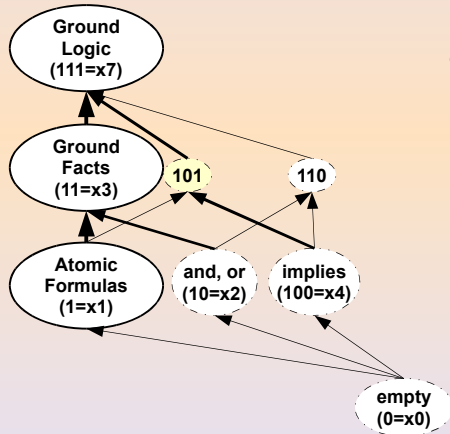 Ground
Logic
(111=x7)
Ground
Facts
(11=x3)
101
110
Atomic
Formulas
(1=x1)
and, or
(10=x2)
implies
(100=x4)
empty
(0=x0)